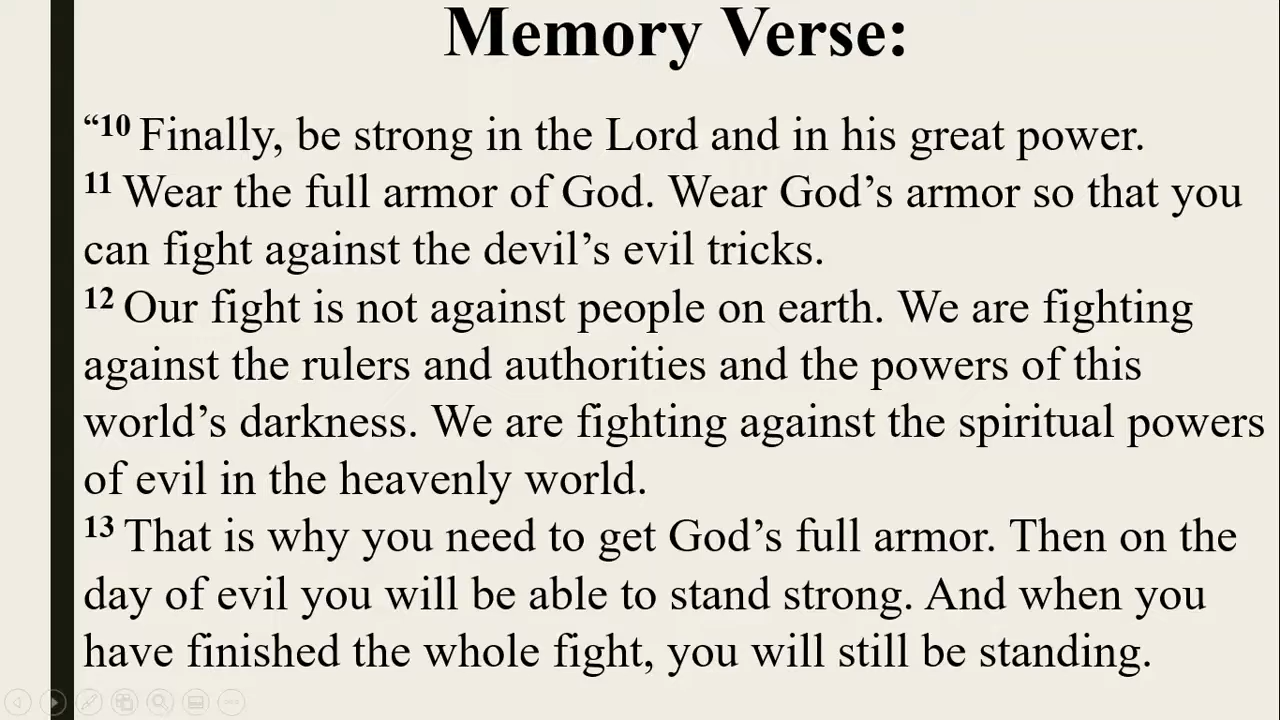 Memory Verse:
“10 Finally, be strong in the Lord and in his great power.
11 Wear the full armor of God. Wear God’s armor so that you
can fight against the devil’s evil tricks.
12 Our fight is not against people on earth. We are fighting
against the rulers and authorities and the powers of this
world’s darkness. We are fighting against the spiritual powers
of evil in the heavenly world.
13 That is why you need to get God’s full armor. Then on the
day of evil you will be able to stand strong. And when you
have finished the whole fight, you will still be standing.